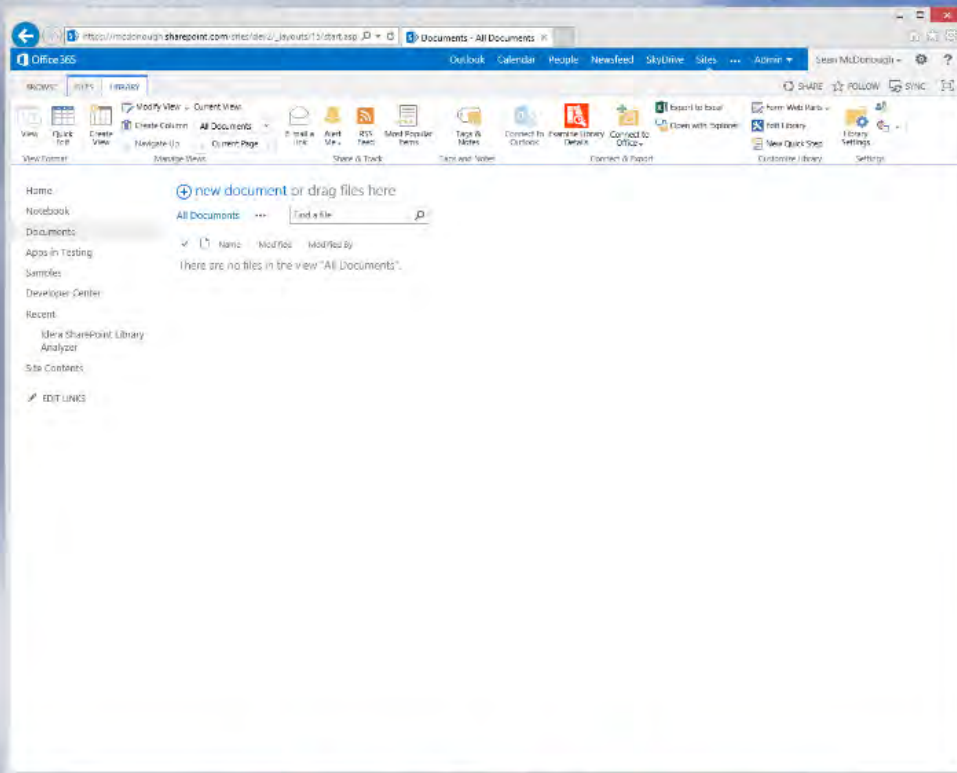 https://mcdonough.sharepoint.com/sites/dev2/_layouts/15/start.asp
Documents - All Documents
Office 365
Outlook Calendar People Newsfeed SkyDrive Sites ... Admin Sean McDonough ?
BROWSE FILES LIBRARY SHARE FOLLOW SYNC
View
Quick Edit
Create View
Modify View
Create Column
Navigate Up
Current View:
All Documents
Current Page
E-mail a Link
Alert Me
RSS Feed
Most Popular Items
Tags & Notes
Connect to Outlook
Examine Library Details
Connect to Office
Export to Excel
Open with Explorer
Form Web Parts
Edit Library
New Quick Step
Library Settings
View Format Manage Views Share & Track Tags and Notes Connect & Export Customize Library Settings
Home
Notebook
Documents
Apps in Testing
Samples
Developer Center
Recent
Idera SharePoint Library
Analyzer
Site Contents
EDIT LINKS
new document or drag files here
All Documents ... Find a file
Name Modified Modified By
There are no files in the view "All Documents".